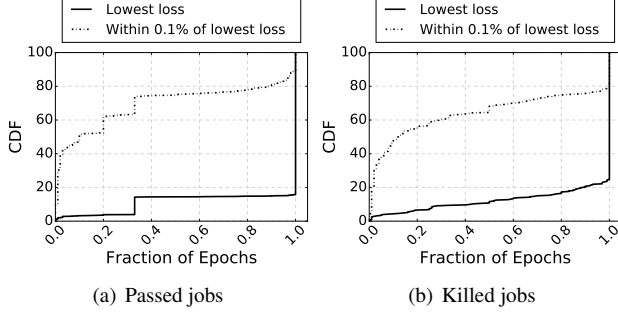 Lowest loss
Within 0.1% of lowest loss
100
80
60
40
20
0
CDF
0.0
0.2
0.4
0.6
0.8
1.0
Fraction of Epochs
(a) Passed jobs
Lowest loss
Within 0.1% of lowest loss
100
80
60
40
20
0
CDF
0.0
0.2
0.4
0.6
0.8
1.0
Fraction of Epochs
(b) Killed jobs